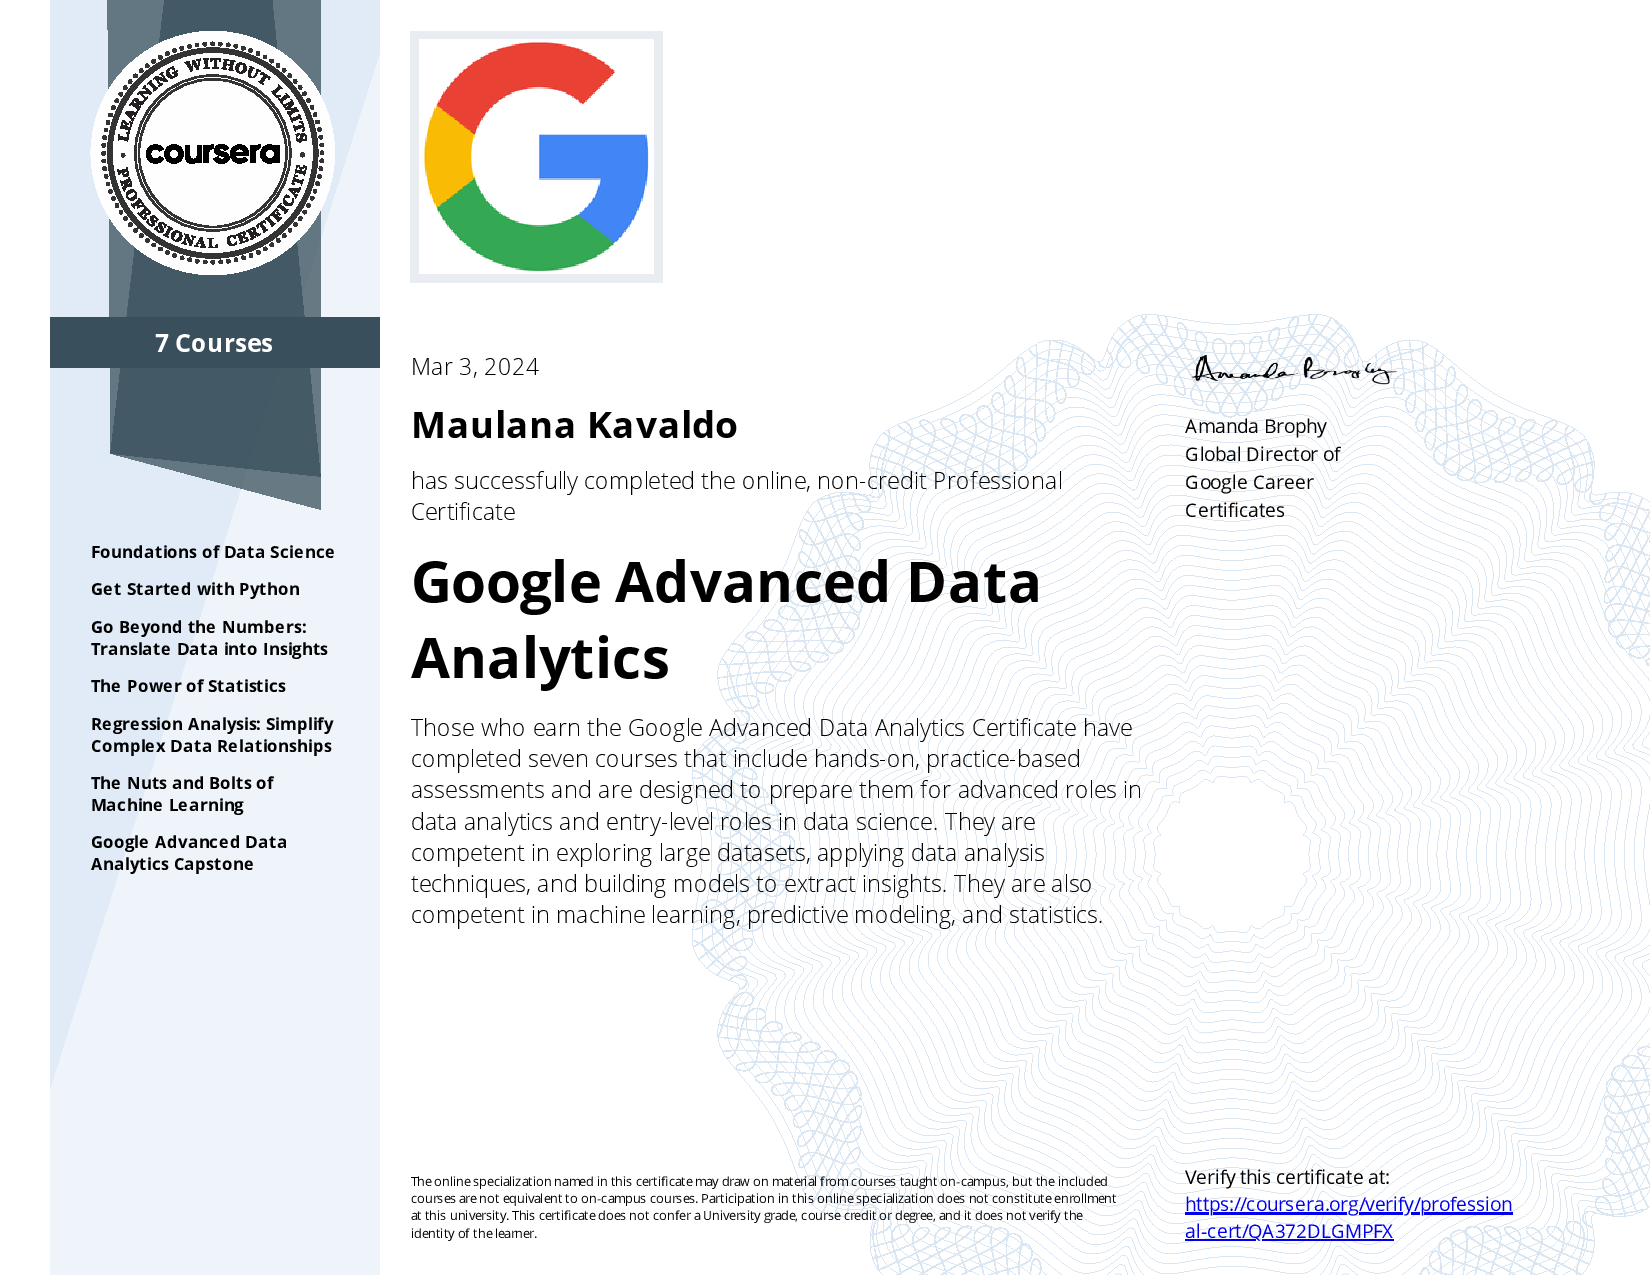 LEARNING WITHOUT LIMITS
coursera
PROFESSIONAL CERTIFICATE
7 Courses
Foundations of Data Science
Get Started with Python
Go Beyond the Numbers:
Translate Data into Insights
The Power of Statistics
Regression Analysis: Simplify
Complex Data Relationships
The Nuts and Bolts of
Machine Learning
Google Advanced Data
Analytics Capstone
Mar 3, 2024
Maulana Kavaldo
has successfully completed the online, non-credit Professional
Certificate
Google Advanced Data
Analytics
Those who earn the Google Advanced Data Analytics Certificate have
completed seven courses that include hands-on, practice-based
assessments and are designed to prepare them for advanced roles in
data analytics and entry-level roles in data science. They are
competent in exploring large datasets, applying data analysis
techniques, and building models to extract insights. They are also
competent in machine learning, predictive modeling, and statistics.
Amanda Brophy
Amanda Brophy
Global Director of
Google Career
Certificates
The online specialization named in this certificate may draw on material from courses taught on-campus, but the included
courses are not equivalent to on-campus courses. Participation in this online specialization does not constitute enrollment
at this university. This certificate does not confer a University grade, course credit or degree, and it does not verify the
identity of the learner.
Verify this certificate at:
https://coursera.org/verify/profession
al-cert/QA372DLGMPFX